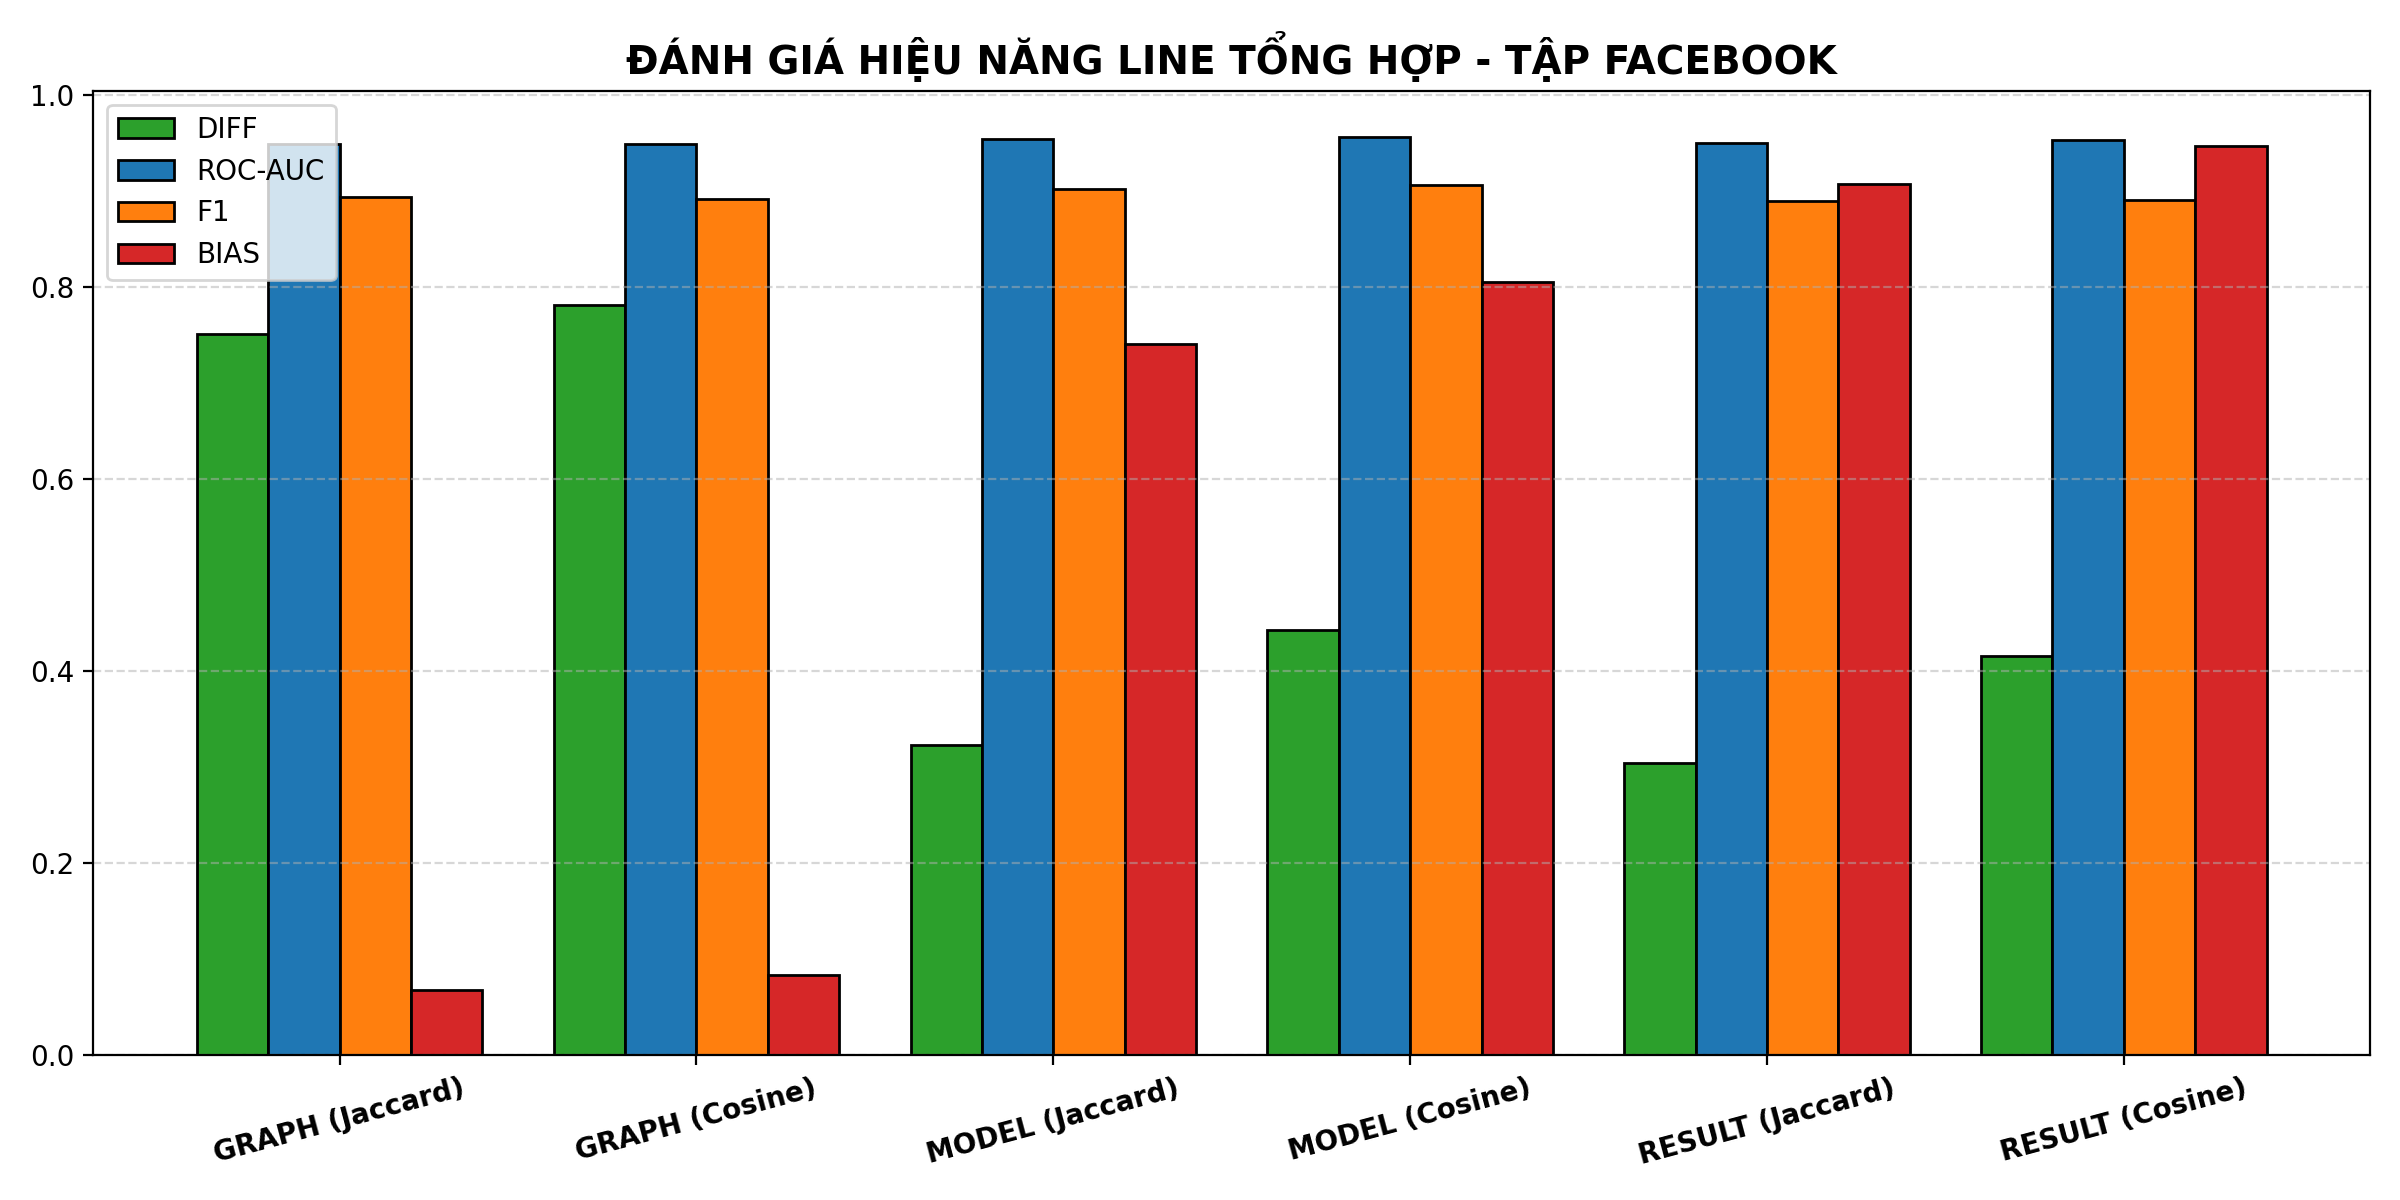 ĐÁNH GIÁ HIỆU NĂNG LINE TỔNG HỢP - TẬP FACEBOOK
1.0
0.8
0.6
0.4
0.2
0.0
DIFF
ROC-AUC
F1
BIAS
GRAPH (Jaccard)
GRAPH (Cosine)
MODEL (Jaccard)
MODEL (Cosine)
RESULT (Jaccard)
RESULT (Cosine)